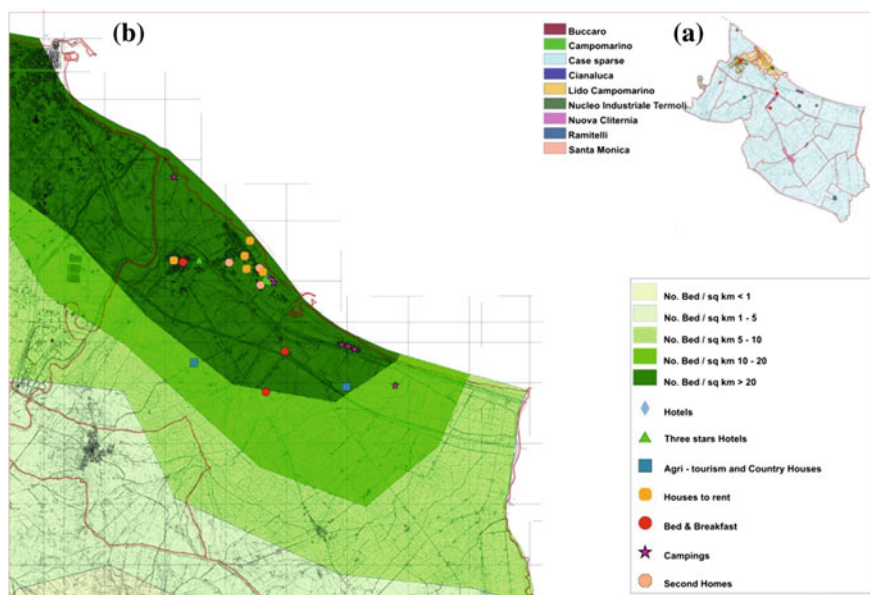 (b)
(a)
Buccaro
Campomarino
Case sparse
Cianaluca
Lido Campomarino
Nucleo Industriale Termoli
Nuova Cliternia
Ramitelli
Santa Monica
No. Bed / sq km < 1
No. Bed / sq km 1 - 5
No. Bed / sq km 5 - 10
No. Bed / sq km 10 - 20
No. Bed / sq km > 20
Hotels
Three stars Hotels
Agri - tourism and Country Houses
Houses to rent
Bed & Breakfast
Campings
Second Homes